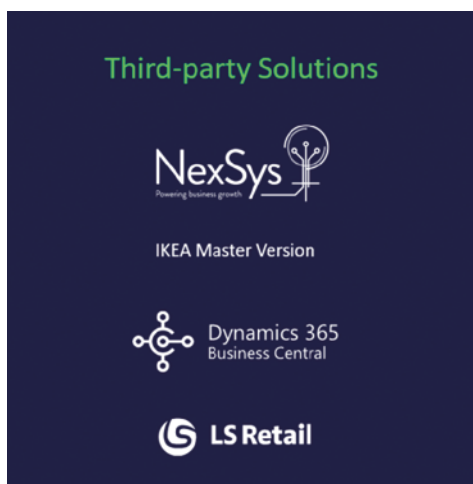 Third-party Solutions
NexSys
Powering business growth
IKEA Master Version
Dynamics 365
Business Central
LS Retail